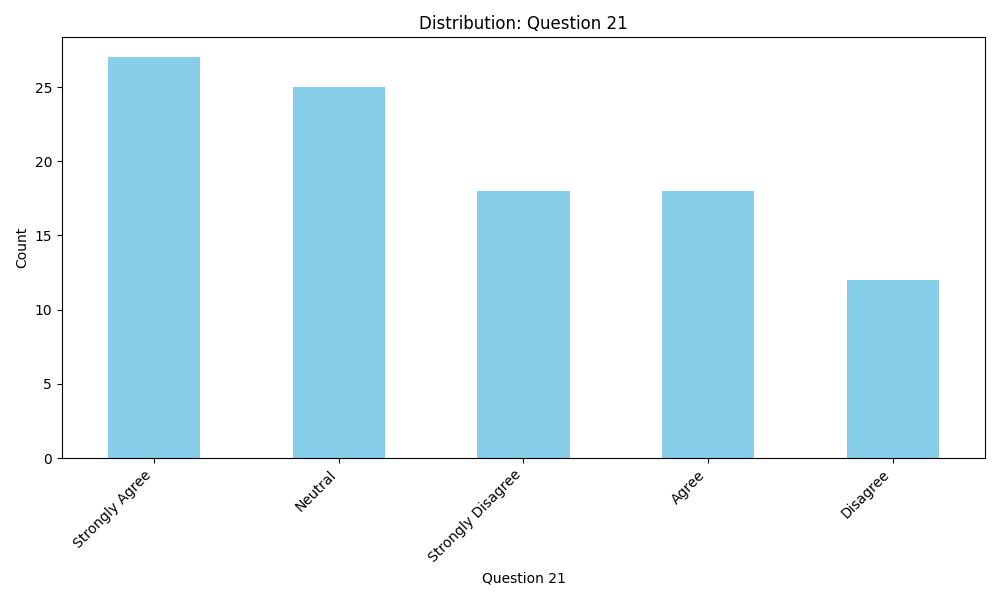 Distribution: Question 21
Count
25
20
15
10
5
0
Strongly Agree
Neutral
Strongly Disagree
Agree
Disagree
Question 21